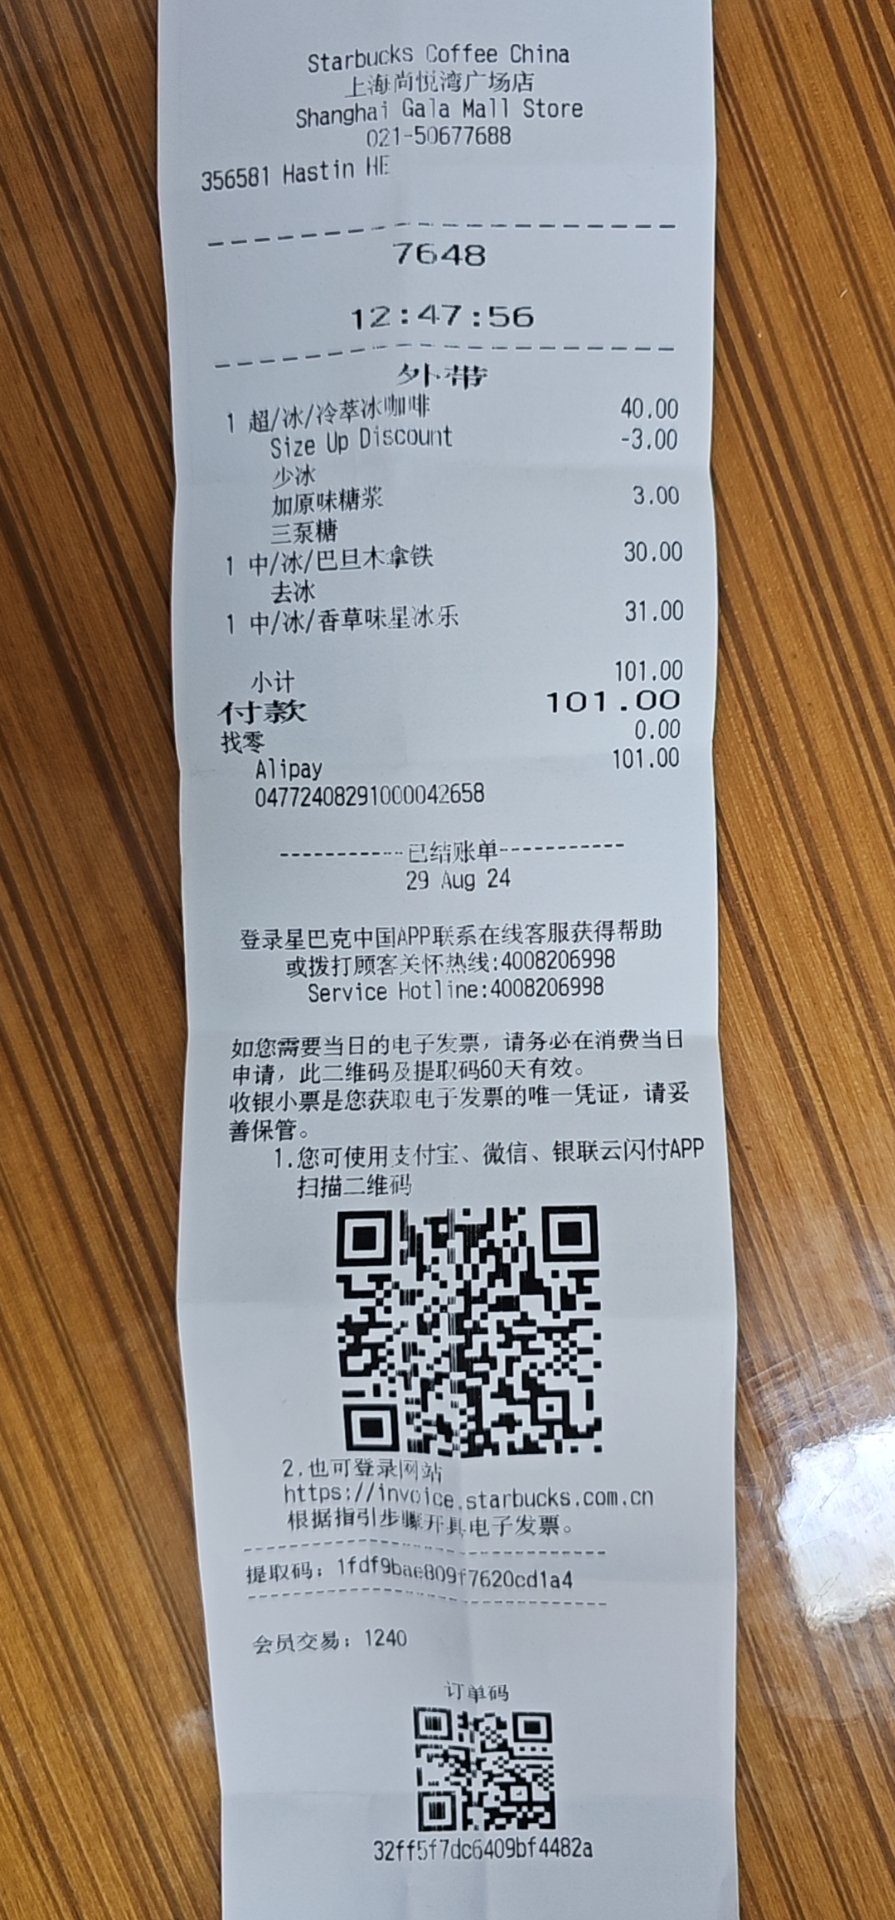 Starbucks Coffee China
上海尚悦湾广场店
Shanghai Gala Mall Store
021-50677688
356581 Hastin HE
7648
12:47:56
外带
1 超/冰/冷萃冰咖啡 40.00
Size Up Discount -3.00
少冰
加原味糖浆 3.00
三泵糖
1 中/冰/巴旦木拿铁 30.00
去冰
1 中/冰/香草味星冰乐 31.00
小计 101.00
付款 101.00
找零 0.00
Alipay 101.00
04772408291000042658
-----------已结账单-----------
29 Aug 24
登录星巴克中国APP联系在线客服获得帮助
或拨打顾客关怀热线:4008206998
Service Hotline:4008206998
如您需要当日的电子发票，请务必在消费当日
申请，此二维码及提取码60天有效。
收银小票是您获取电子发票的唯一凭证，请妥
善保管。
1.您可使用支付宝、微信、银联云闪付APP
扫描二维码
2.也可登录网站
https://invoice.starbucks.com.cn
根据指引步骤开具电子发票。
提取码：1fdf9bae809f7620cd1a4
会员交易：1240
订单码
32ff5f7dc6409bf4482a